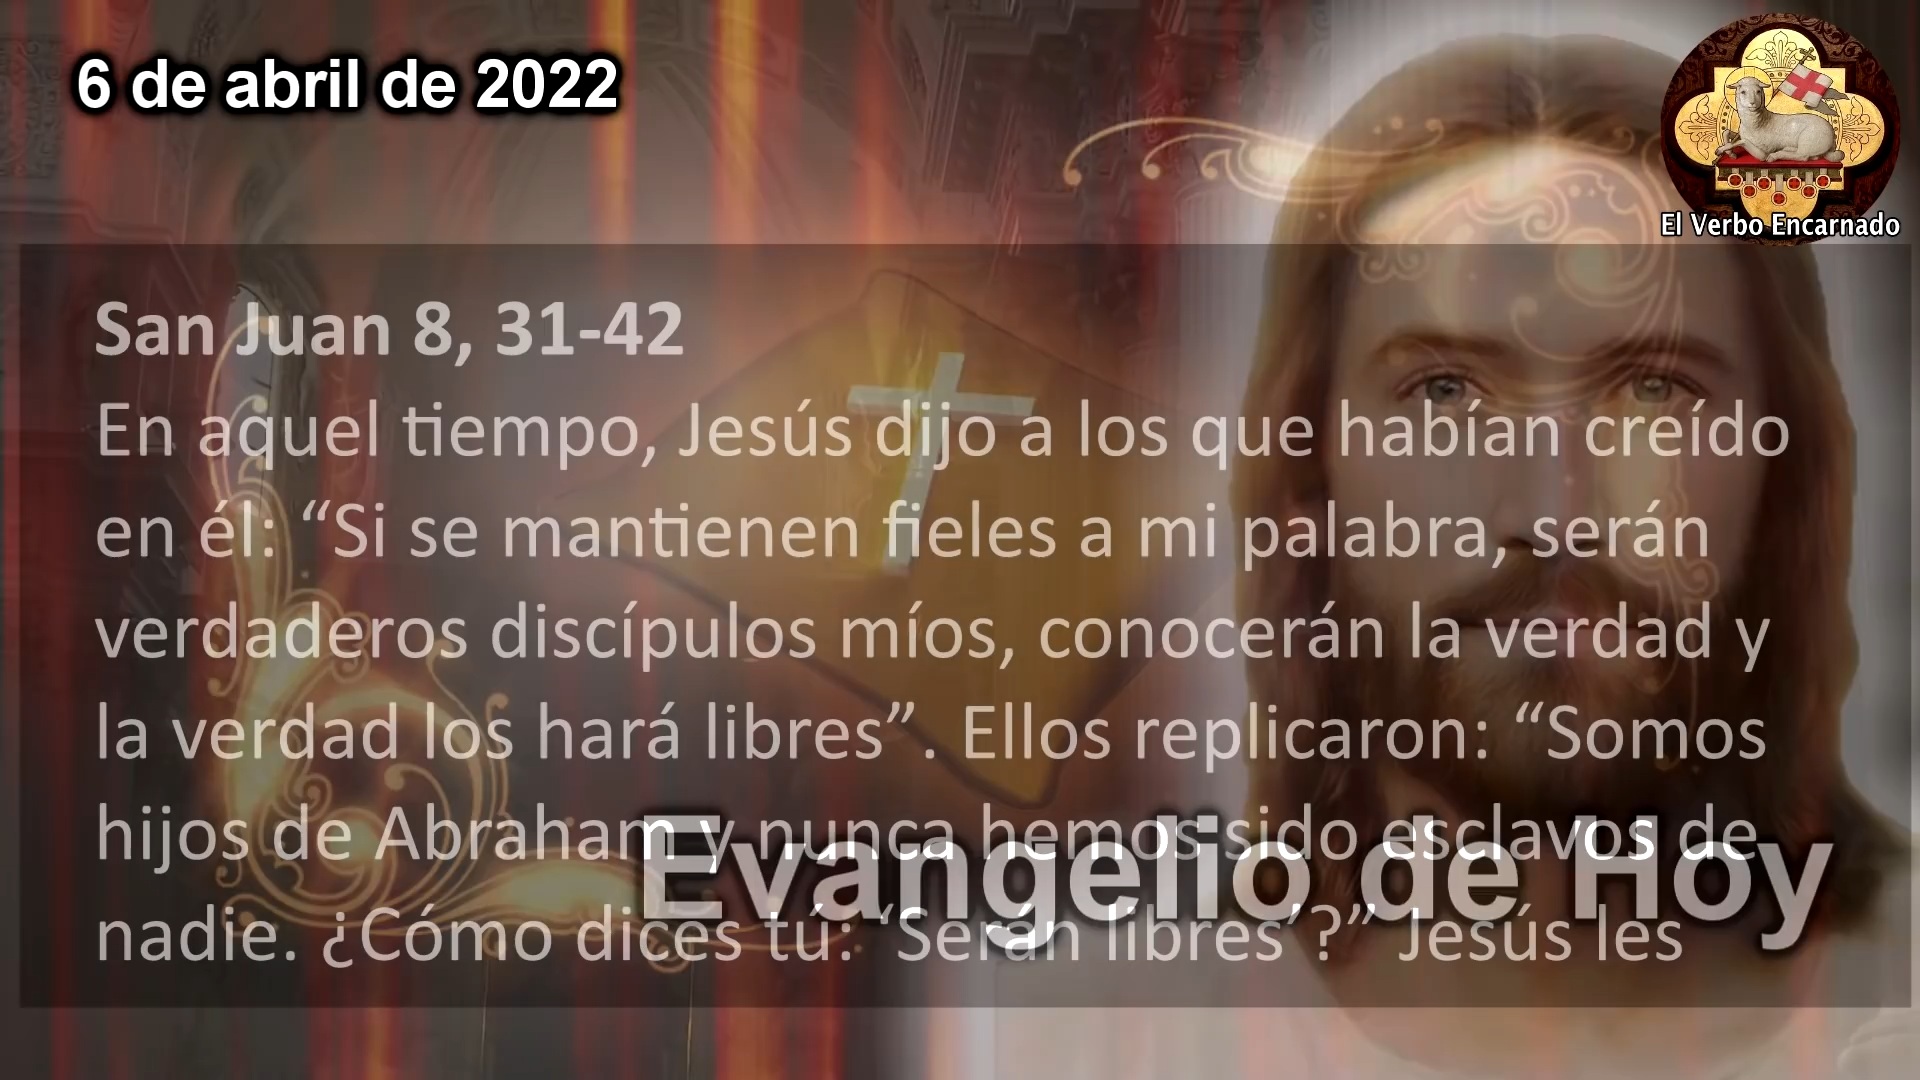 6 de abril de 2022
El Verbo Encarnado
San Juan 8, 31-42
En aquel tiempo, Jesús dijo a los que habían creído
en él: “Si se mantienen fieles a mi palabra, serán
verdaderos discípulos míos, conocerán la verdad y
la verdad los hará libres”. Ellos replicaron: “Somos
hijos de Abraham y nunca hemos sido esclavos de
nadie. ¿Cómo dices tú: ‘Serán libres’?” Jesús les
Evangelio de Hoy